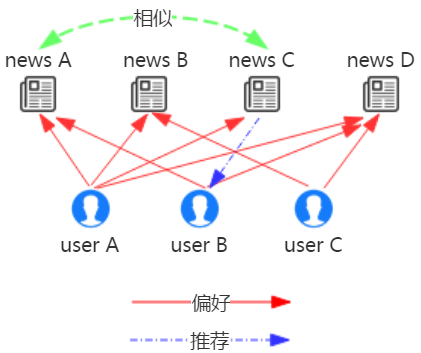 相似
news A news B news C news D
user A user B user C
偏好
推荐